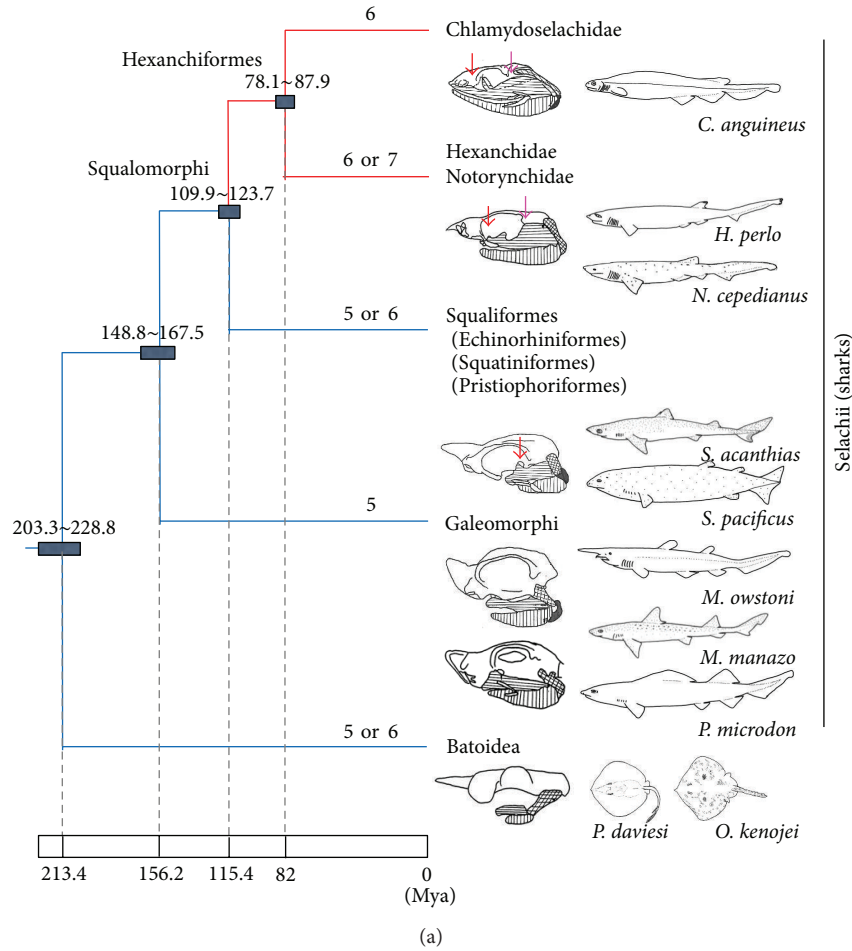 6
Chlamydoselachidae
Hexanchiformes
78.1~87.9
C. anguineus
6 or 7
Hexanchidae
Notorynchidae
Squalomorphi
109.9~123.7
H. perlo
N. cepedianus
5 or 6
Squaliformes
(Echinorhiniformes)
(Squatiniformes)
(Pristiophoriformes)
148.8~167.5
Selachii (sharks)
S. acanthias
5
S. pacificus
Galeomorphi
203.3~228.8
M. owstoni
M. manazo
P. microdon
5 or 6
Batoidea
P. daviesi
O. kenojei
213.4
156.2
115.4
82
0
(Mya)
(a)